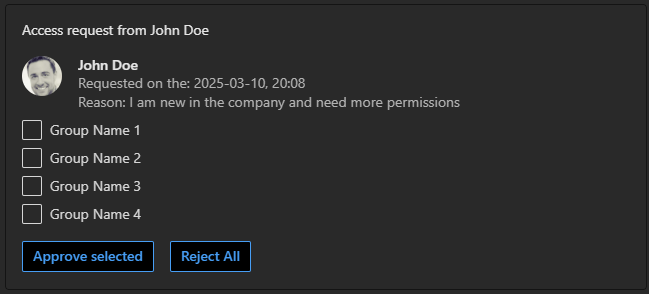 Access request from John Doe
John Doe
Requested on the: 2025-03-10, 20:08
Reason: I am new in the company and need more permissions
Group Name 1
Group Name 2
Group Name 3
Group Name 4
Approve selected Reject All